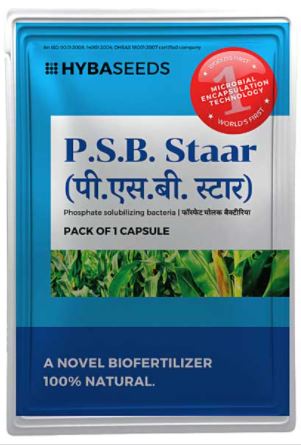 An ISO 9001:2008, 14001:2004, OHSAS 18001:2007 certified company
HYBASEEDS
WORLD'S FIRST
1
MICROBIAL
ENCAPSULATION
TECHNOLOGY
WORLD'S FIRST
P.S.B. Staar
(पी.एस.बी. स्टार)
Phosphate solubilizing bacteria | फॉस्फेट घोलक बैक्टीरिया
PACK OF 1 CAPSULE
A NOVEL BIOFERTILIZER
100% NATURAL.